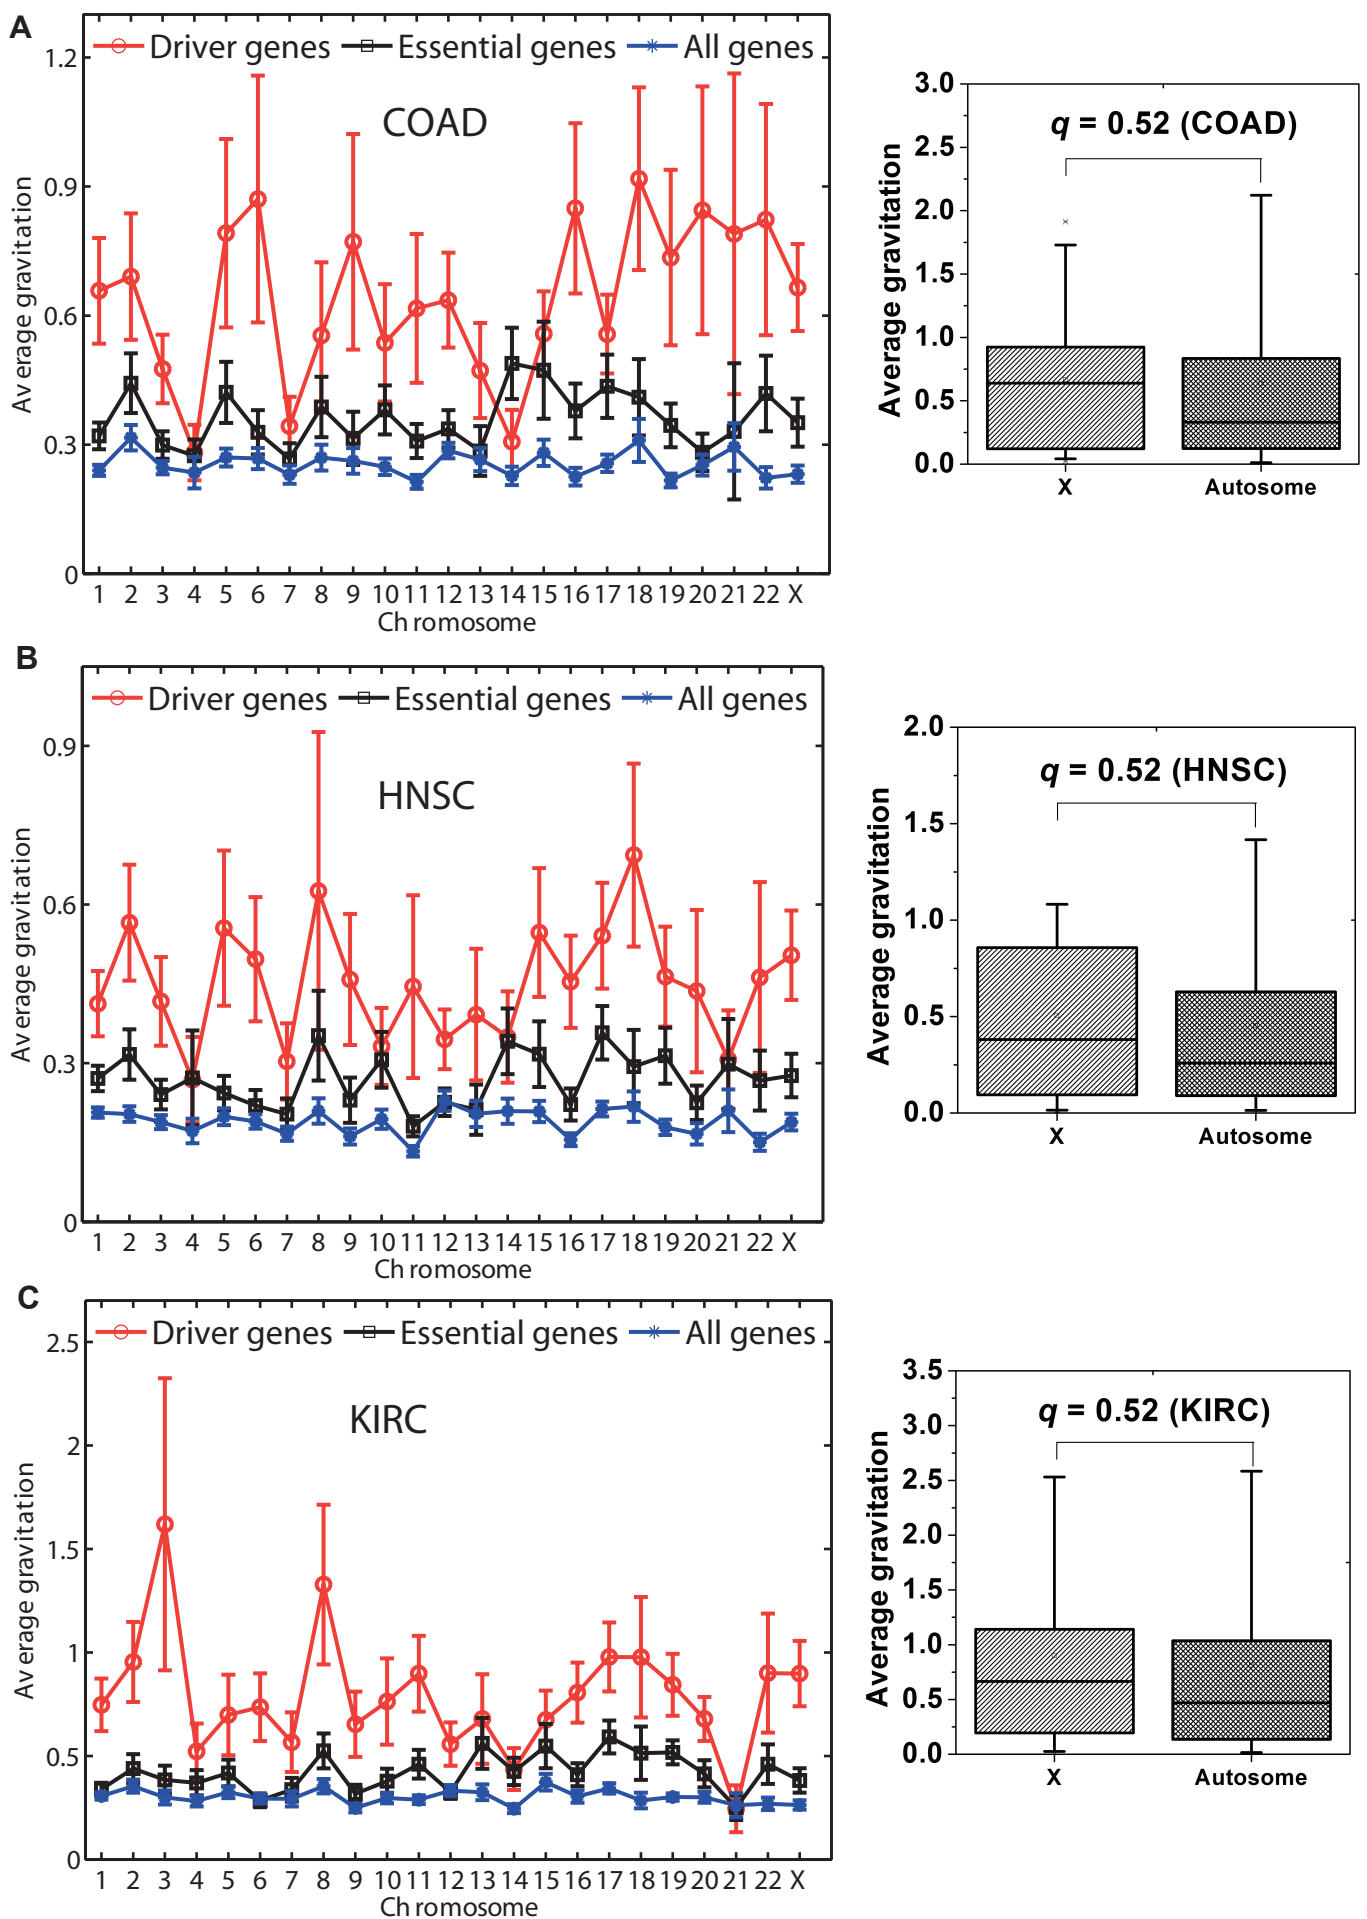 A
Driver genes Essential genes All genes
COAD
Average gravitation
1.2
0.9
0.6
0.3
0
1 2 3 4 5 6 7 8 9 10 11 12 13 14 15 16 17 18 19 20 21 22 X
Ch romosome
q = 0.52 (COAD)
Average gravitation
3.0
2.5
2.0
1.5
1.0
0.5
0.0
X Autosome
B
Driver genes Essential genes All genes
HNSC
Average gravitation
0.9
0.6
0.3
0
1 2 3 4 5 6 7 8 9 10 11 12 13 14 15 16 17 18 19 20 21 22 X
Ch romosome
q = 0.52 (HNSC)
Average gravitation
2.0
1.5
1.0
0.5
0.0
X Autosome
C
Driver genes Essential genes All genes
KIRC
Average gravitation
2.5
2
1.5
1
0.5
0
1 2 3 4 5 6 7 8 9 10 11 12 13 14 15 16 17 18 19 20 21 22 X
Ch romosome
q = 0.52 (KIRC)
Average gravitation
3.5
3.0
2.5
2.0
1.5
1.0
0.5
0.0
X Autosome